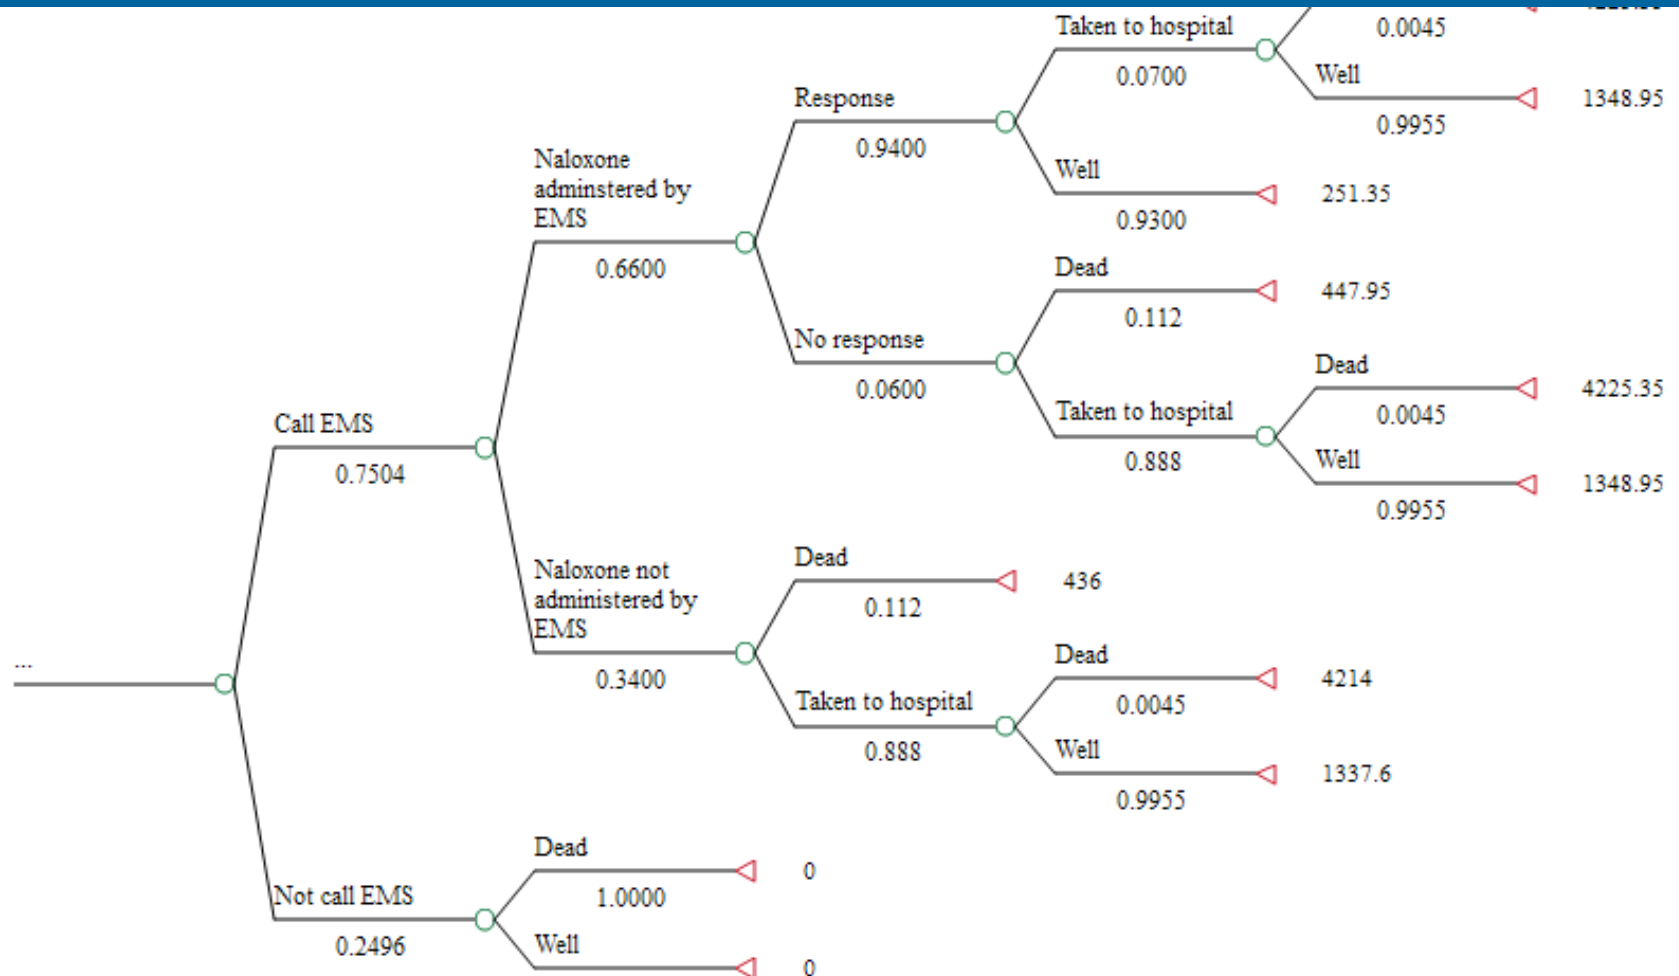 Taken to hospital
0.0045
0.0700
Well
1348.95
0.9955
Response
0.9400
Well
251.35
0.9300
Naloxone
adminstered by
EMS
0.6600
Dead
447.95
0.112
No response
0.0600
Dead
4225.35
0.0045
Taken to hospital
0.888
Well
1348.95
0.9955
Call EMS
0.7504
Naloxone not
administered by
EMS
0.3400
Dead
436
0.112
Dead
4214
0.0045
Taken to hospital
0.888
Well
1337.6
0.9955
...
Dead
0
1.0000
Not call EMS
0.2496
Well
0